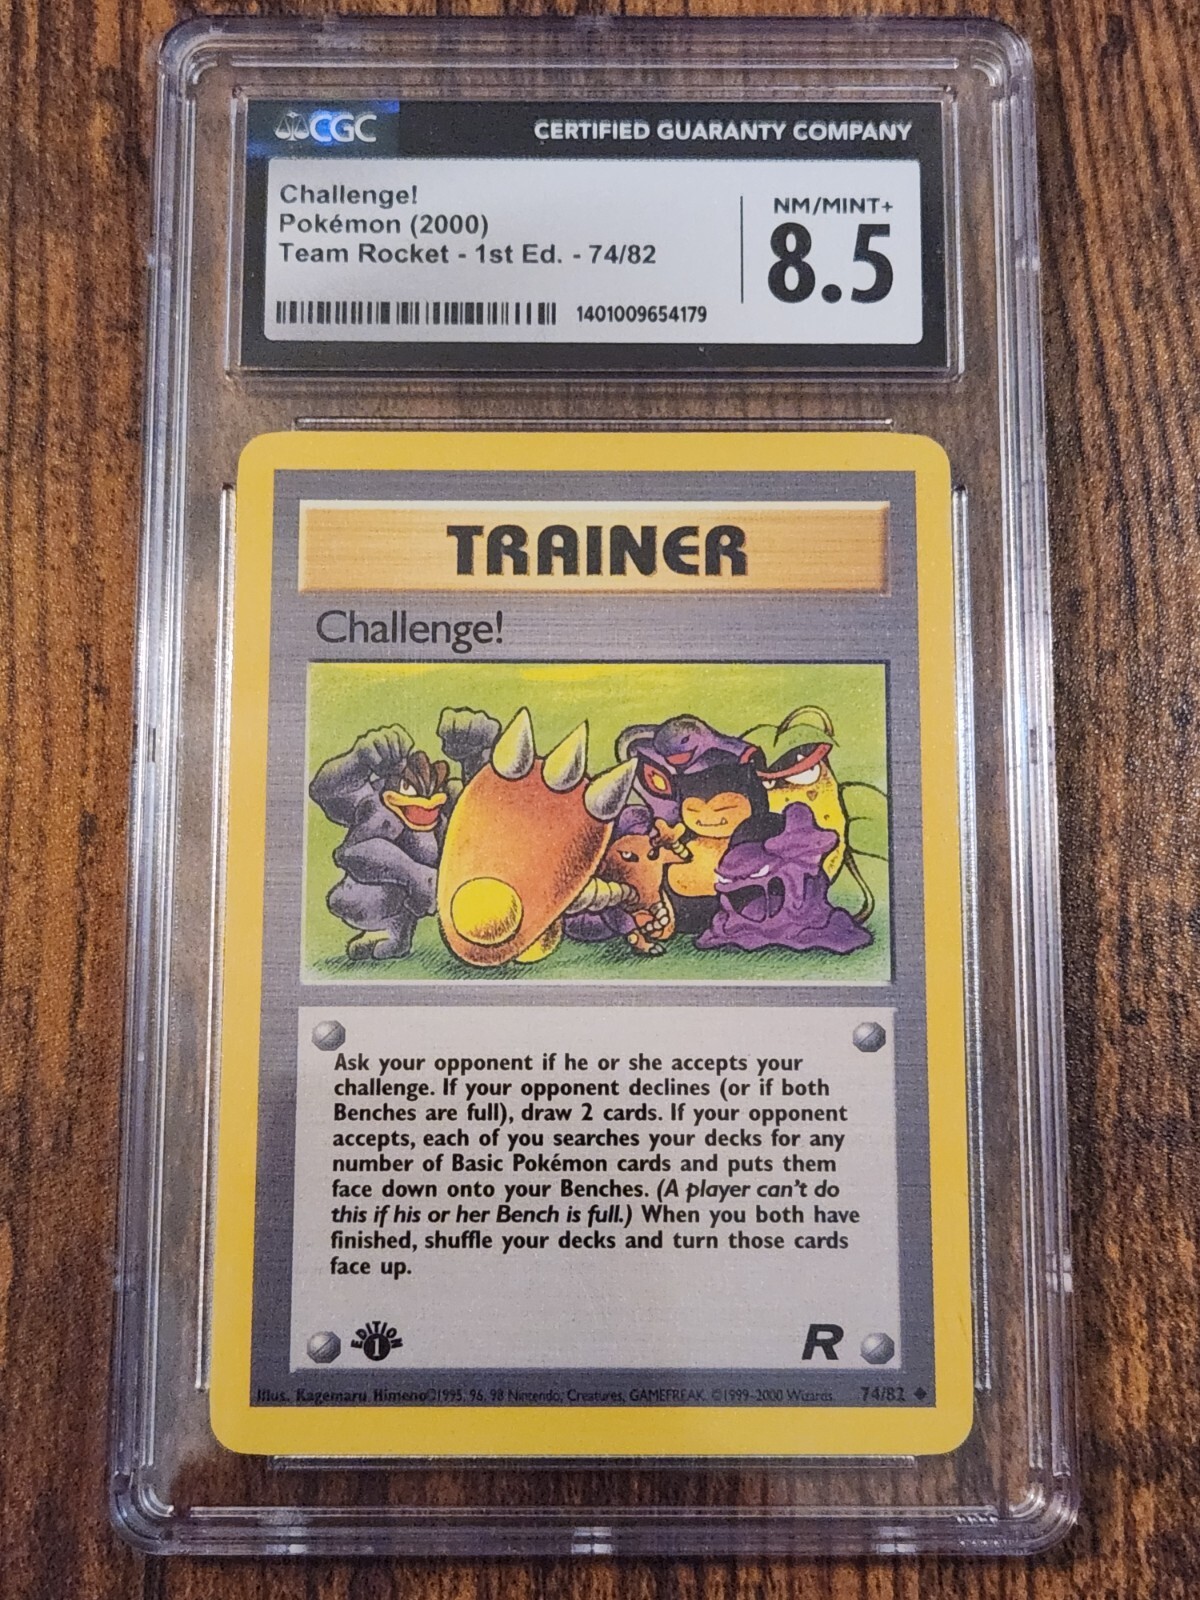 CGC
CERTIFIED GUARANTY COMPANY
Challenge!
Pokémon (2000)
Team Rocket - 1st Ed. - 74/82
NM/MINT+
8.5
1401009654179
TRAINER
Challenge!
Ask your opponent if he or she accepts your
challenge. If your opponent declines (or if both
Benches are full), draw 2 cards. If your opponent
accepts, each of you searches your decks for any
number of Basic Pokémon cards and puts them
face down onto your Benches. (A player can't do
this if his or her Bench is full.) When you both have
finished, shuffle your decks and turn those cards
face up.
EDITION
1
R
Illus. Kagemaru Himeno ©1995, 96, 98 Nintendo, Creatures, GAMEFREAK. ©1999-2000 Wizards. 74/82